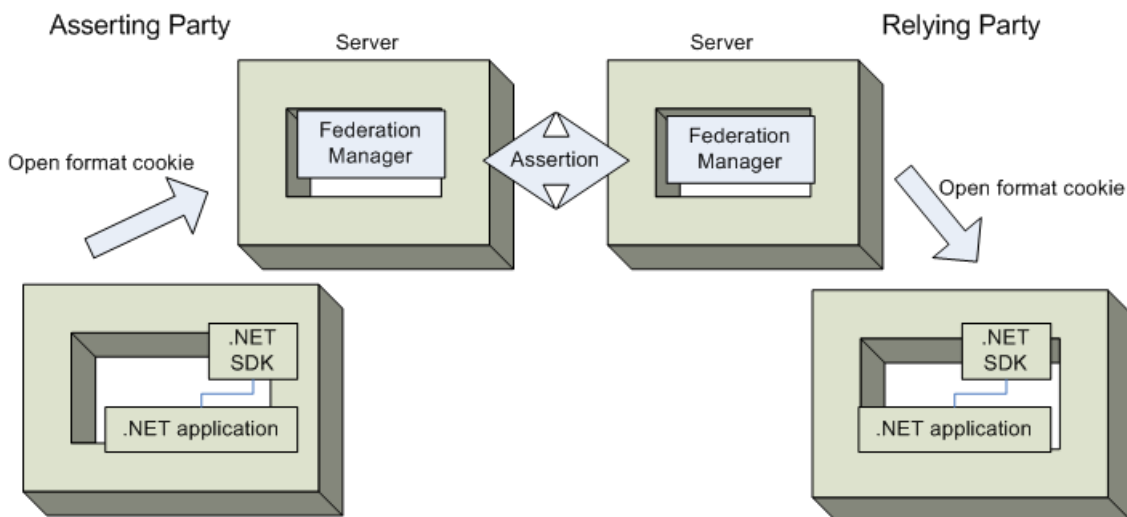 Asserting Party
Relying Party
Server
Server
Federation
Manager
Assertion
Federation
Manager
Open format cookie
Open format cookie
.NET
SDK
.NET application
.NET
SDK
.NET application